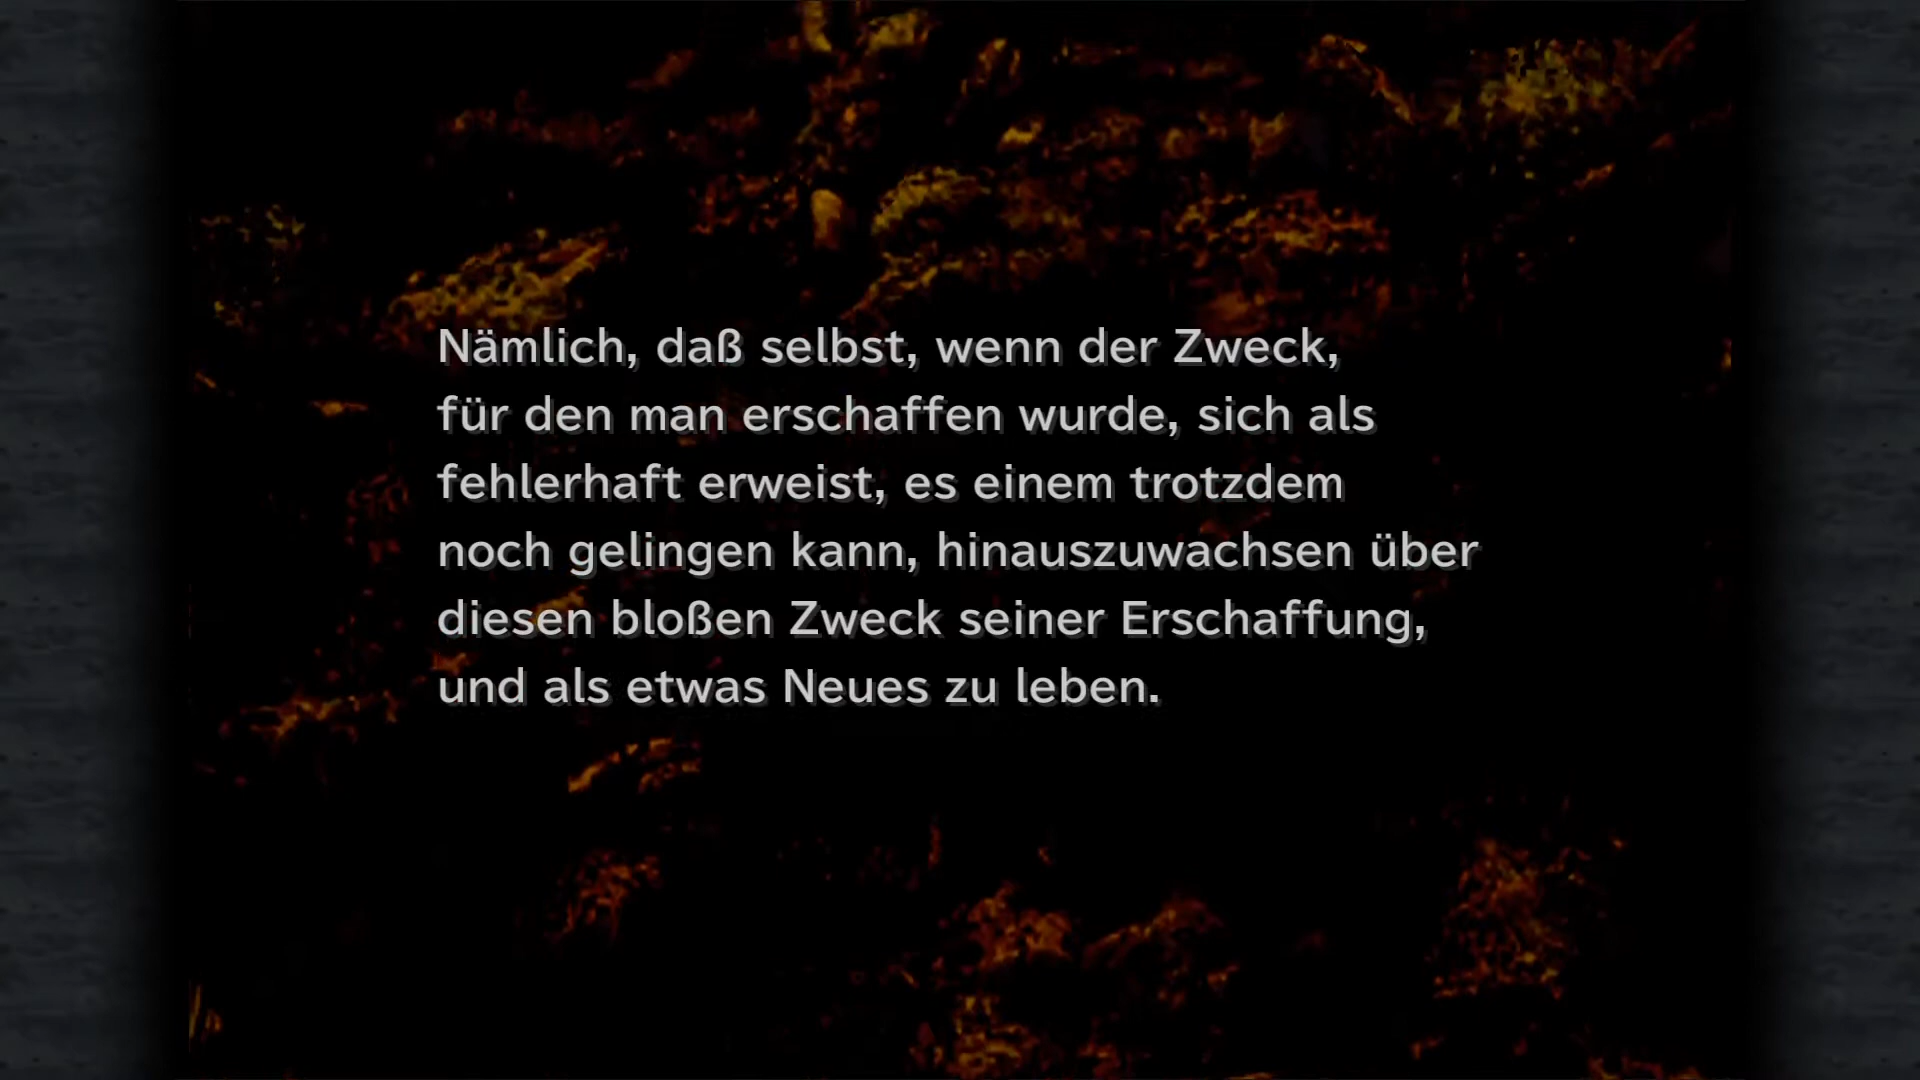 Nämlich, daß selbst, wenn der Zweck,
für den man erschaffen wurde, sich als
fehlerhaft erweist, es einem trotzdem
noch gelingen kann, hinauszuwachsen über
diesen bloßen Zweck seiner Erschaffung,
und als etwas Neues zu leben.